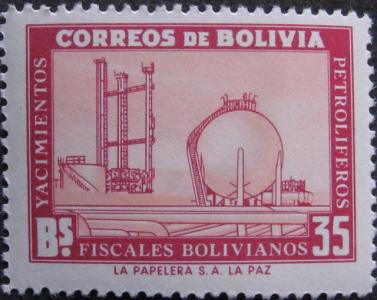 CORREOS DE BOLIVIA
YACIMIENTOS
PETROLIFEROS
Bs. 35
FISCALES BOLIVIANOS
LA PAPELERA S.A. LA PAZ